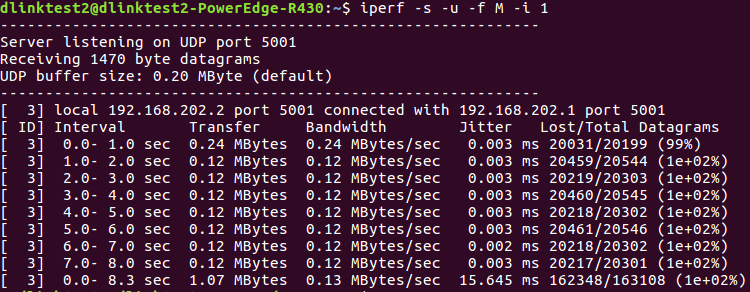 dlinktest2@dlinktest2-PowerEdge-R430:~$ iperf -s -u -f M -i 1
------------------------------------------------------------
Server listening on UDP port 5001
Receiving 1470 byte datagrams
UDP buffer size: 0.20 MByte (default)
------------------------------------------------------------
[  3] local 192.168.202.2 port 5001 connected with 192.168.202.1 port 5001
[ ID] Interval       Transfer     Bandwidth        Jitter   Lost/Total Datagrams
[  3]  0.0- 1.0 sec  0.24 MBytes  0.24 MBytes/sec   0.003 ms 20031/20199 (99%)
[  3]  1.0- 2.0 sec  0.12 MBytes  0.12 MBytes/sec   0.003 ms 20459/20544 (1e+02%)
[  3]  2.0- 3.0 sec  0.12 MBytes  0.12 MBytes/sec   0.003 ms 20219/20303 (1e+02%)
[  3]  3.0- 4.0 sec  0.12 MBytes  0.12 MBytes/sec   0.003 ms 20460/20545 (1e+02%)
[  3]  4.0- 5.0 sec  0.12 MBytes  0.12 MBytes/sec   0.003 ms 20218/20302 (1e+02%)
[  3]  5.0- 6.0 sec  0.12 MBytes  0.12 MBytes/sec   0.003 ms 20461/20546 (1e+02%)
[  3]  6.0- 7.0 sec  0.12 MBytes  0.12 MBytes/sec   0.002 ms 20218/20302 (1e+02%)
[  3]  7.0- 8.0 sec  0.12 MBytes  0.12 MBytes/sec   0.003 ms 20217/20301 (1e+02%)
[  3]  0.0- 8.3 sec  1.07 MBytes  0.13 MBytes/sec  15.645 ms 162348/163108 (1e+02%)